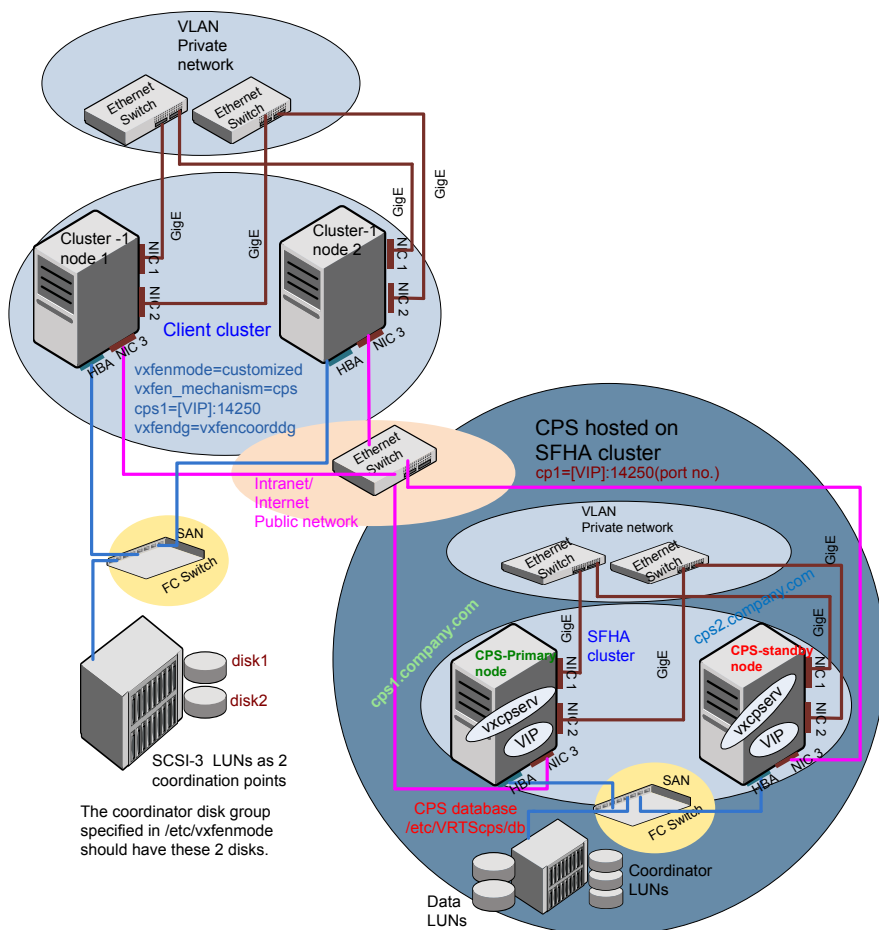 VLAN
Private
network
Ethernet
Switch
Ethernet
Switch
GigE
GigE
GigE
GigE
Cluster -1
node 1
NIC 1
NIC 2
NIC 3
HBA
Cluster-1
node 2
NIC 1
NIC 2
NIC 3
HBA
Client cluster
vxfenmode=customized
vxfen_mechanism=cps
cps1=[VIP]:14250
vxfendg=vxfencoorddg
Ethernet
Switch
Intranet/
Internet
Public network
SAN
FC Switch
disk1
disk2
SCSI-3 LUNs as 2
coordination points
The coordinator disk group
specified in /etc/vxfenmode
should have these 2 disks.
CPS hosted on
SFHA cluster
cp1=[VIP]:14250(port no.)
VLAN
Private network
Ethernet
Switch
Ethernet
Switch
GigE
GigE
GigE
GigE
cps1.company.com
cps2.company.com
SFHA
cluster
CPS-Primary
node
vxcpserv
VIP
NIC 1
NIC 2
NIC 3
HBA
CPS-standby
node
vxcpserv
VIP
NIC 1
NIC 2
NIC 3
HBA
SAN
FC Switch
CPS database
/etc/VRTScps/db
Data
LUNs
Coordinator
LUNs